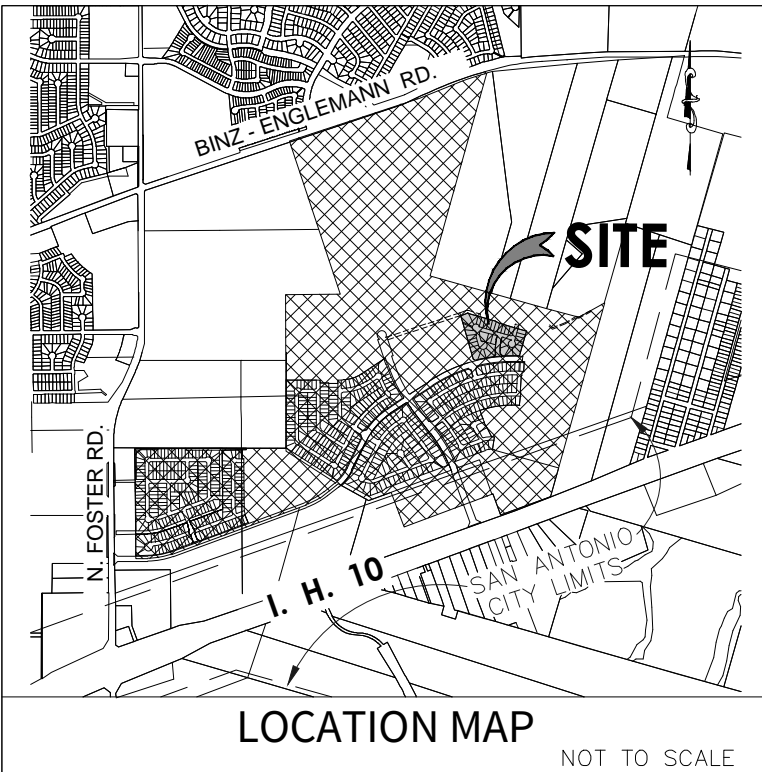 BINZ - ENGLEMANN RD.
SITE
N. FOSTER RD.
I. H. 10
SAN ANTONIO
CITY LIMITS
LOCATION MAP
NOT TO SCALE